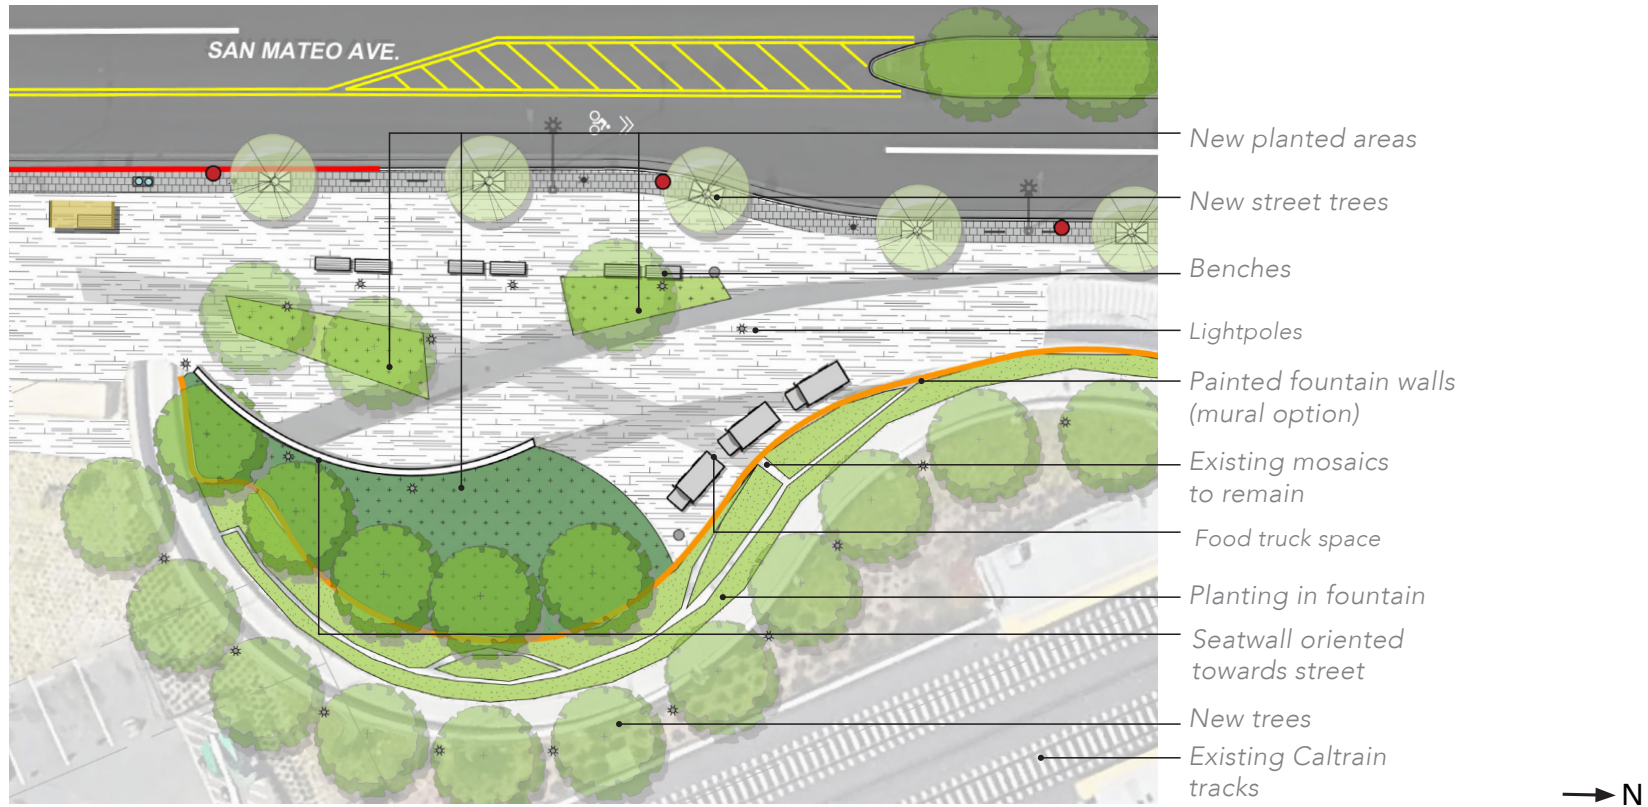 SAN MATEO AVE.
New planted areas
New street trees
Benches
Lightpoles
Painted fountain walls
(mural option)
Existing mosaics
to remain
Food truck space
Planting in fountain
Seatwall oriented
towards street
New trees
Existing Caltrain
tracks
N